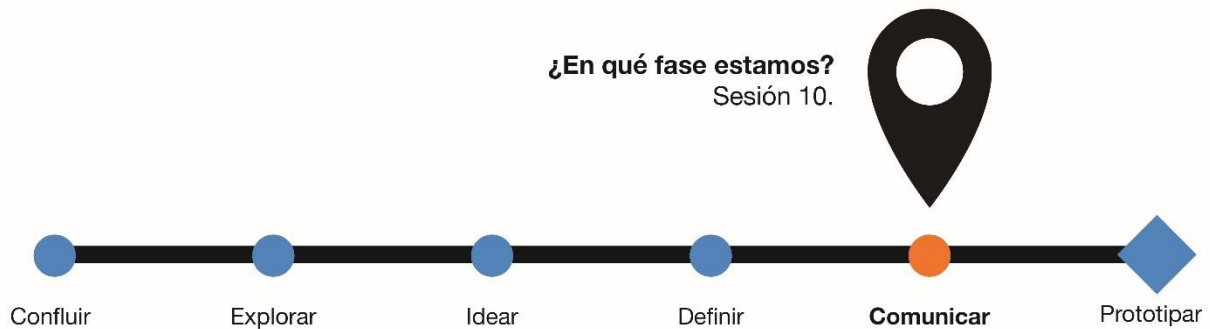 ¿En qué fase estamos?
Sesión 10.
Confluir
Explorar
Idear
Definir
Comunicar
Prototipar